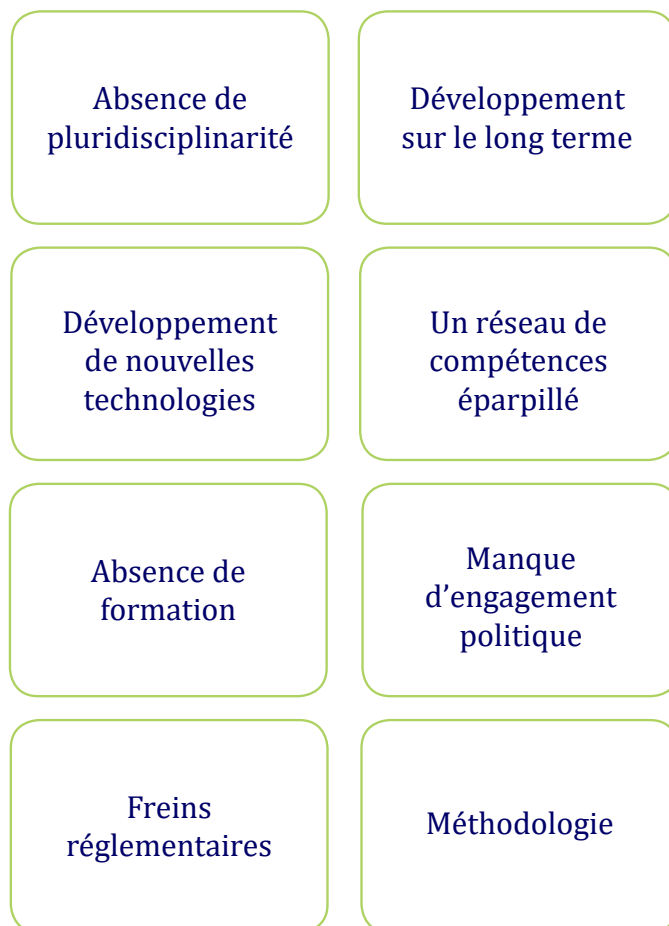 Absence de
pluridisciplinarité
Développement
sur le long terme
Développement
de nouvelles
technologies
Un réseau de
compétences
éparpillé
Absence de
formation
Manque
d’engagement
politique
Freins
réglementaires
Méthodologie